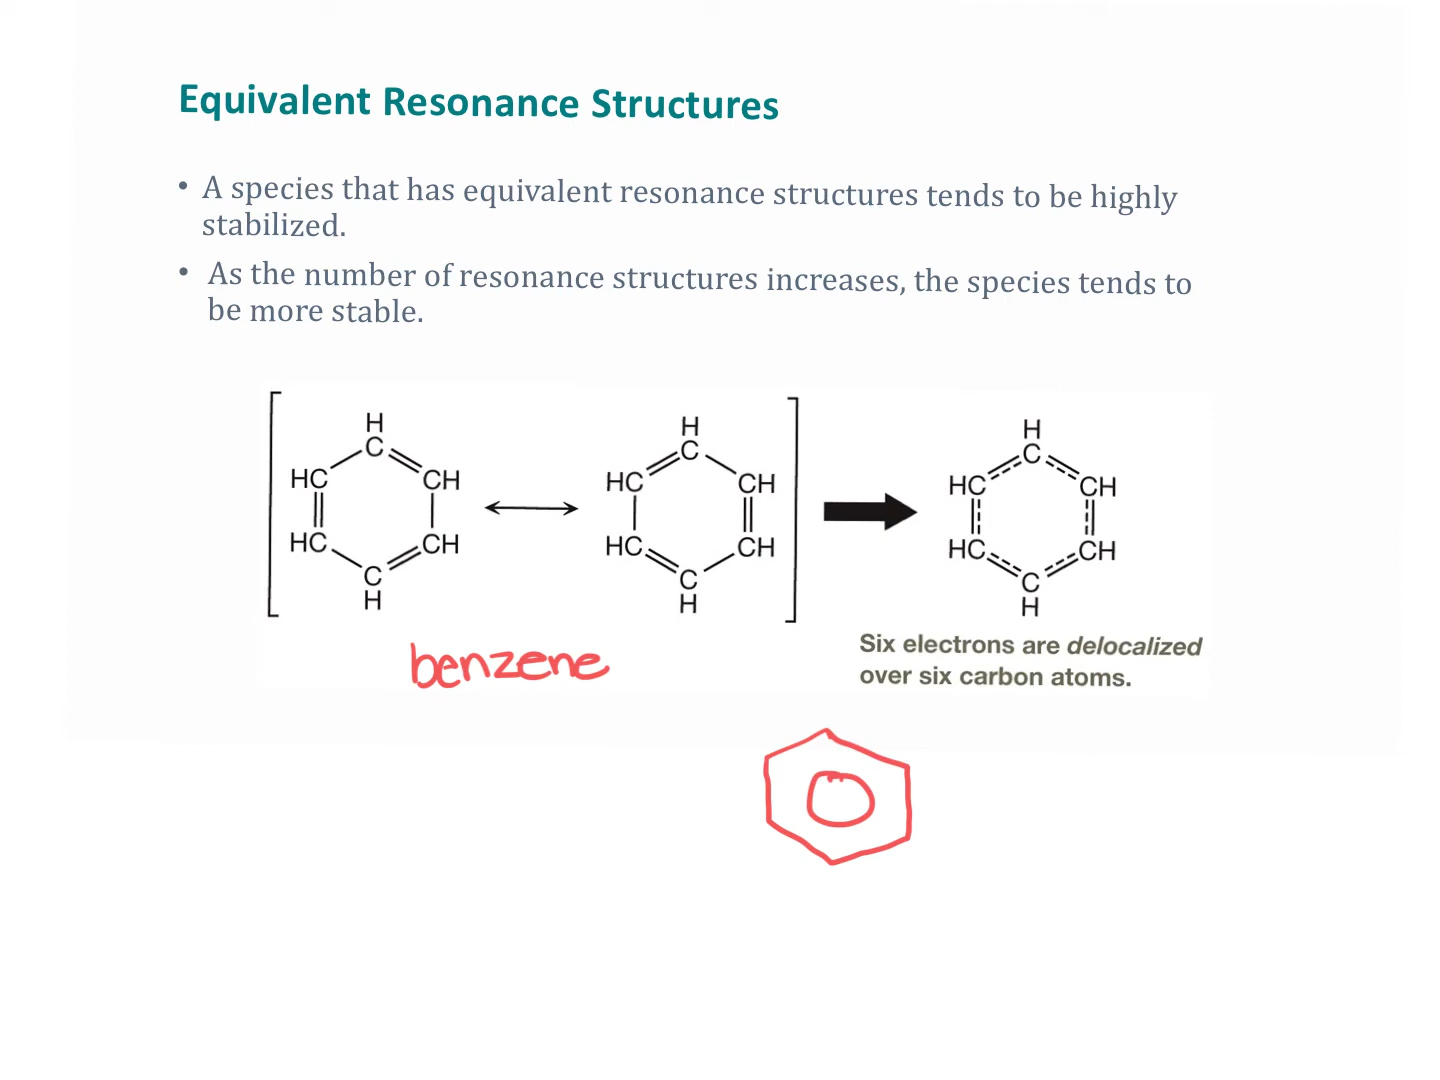 Equivalent Resonance Structures
• A species that has equivalent resonance structures tends to be highly
stabilized.
• As the number of resonance structures increases, the species tends to
be more stable.
H
C
HC
CH
HC
CH
C
H
H
C
HC
CH
HC
CH
C
H
H
C
HC
CH
HC
CH
C
H
benzene
Six electrons are delocalized
over six carbon atoms.